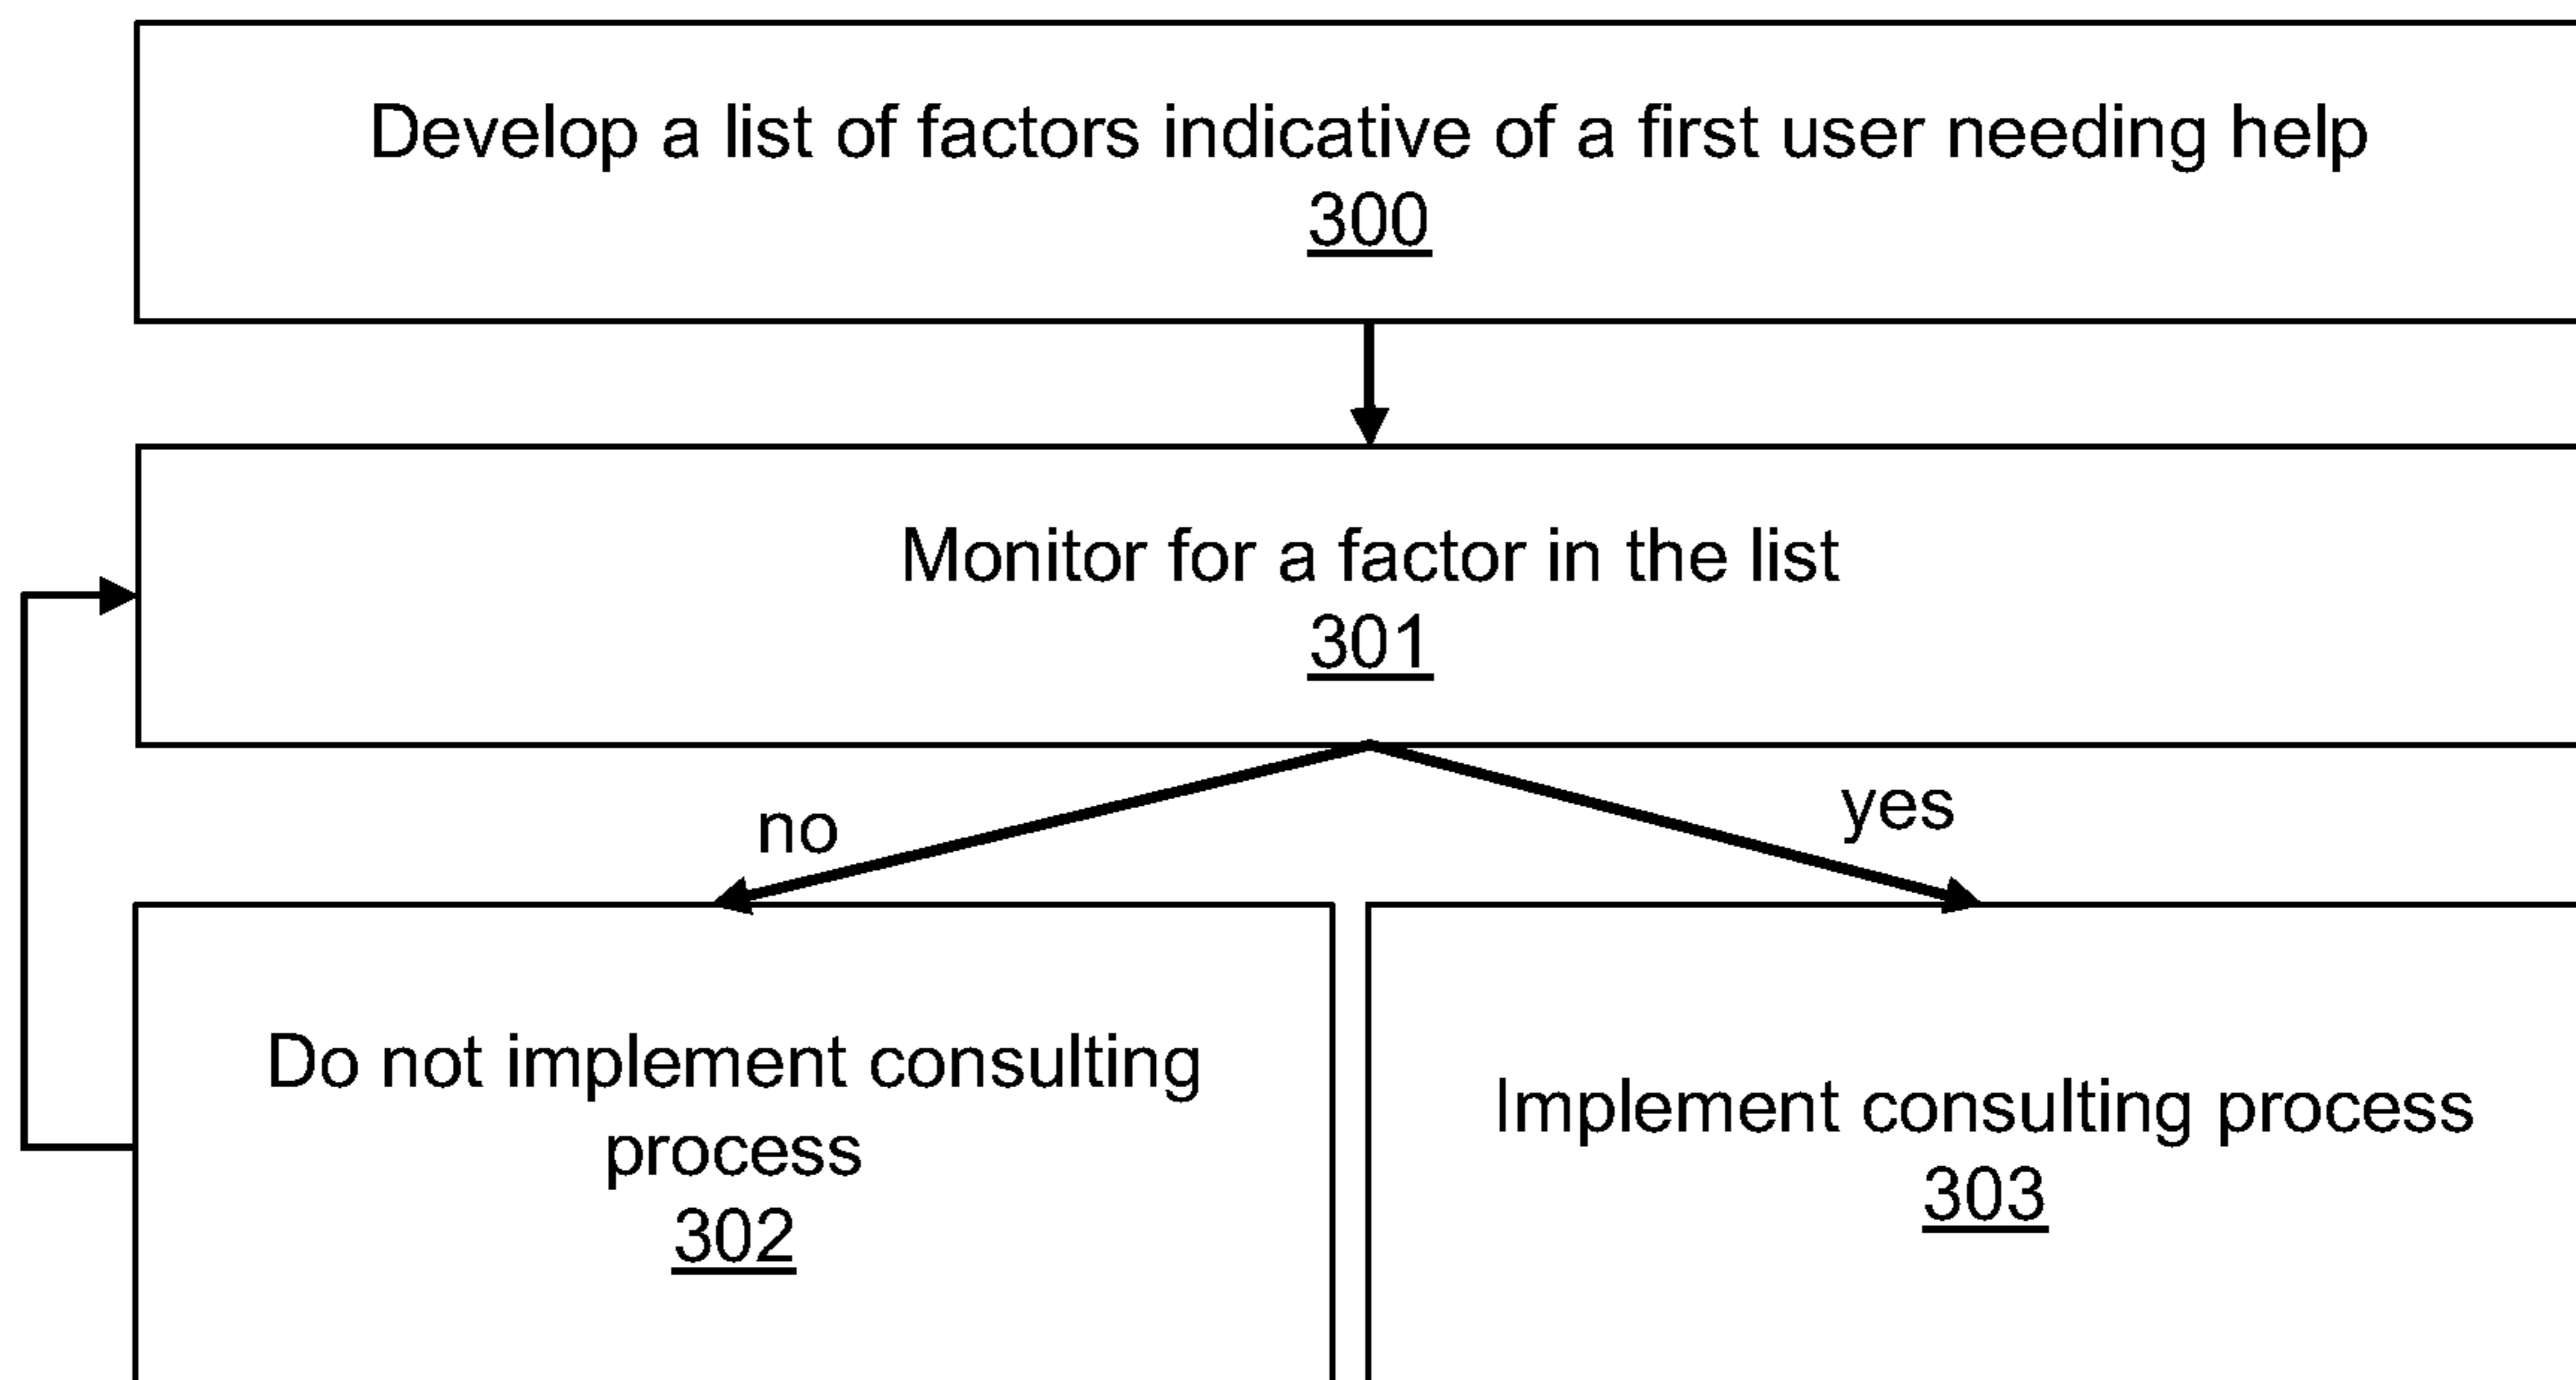 Develop a list of factors indicative of a first user needing help
300
Monitor for a factor in the list
301
no
yes
Do not implement consulting
process
302
Implement consulting process
303